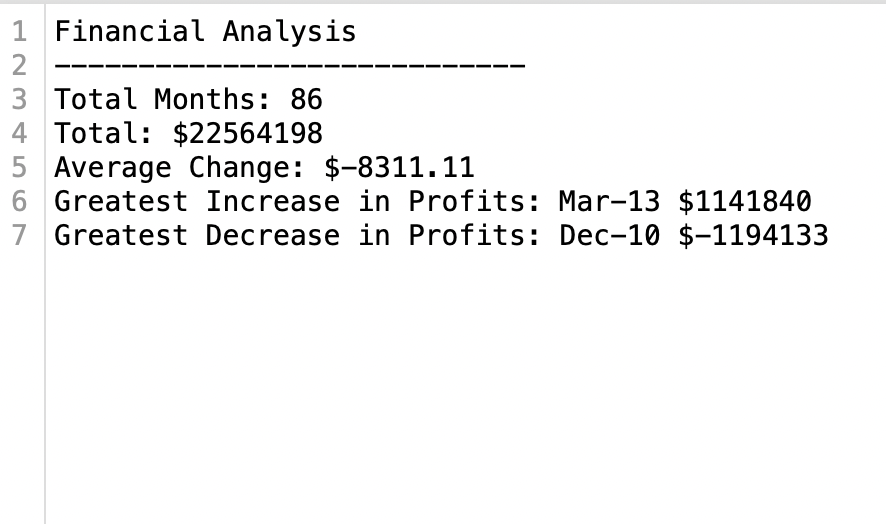 1 Financial Analysis
2 ----------------------------
3 Total Months: 86
4 Total: $22564198
5 Average Change: $-8311.11
6 Greatest Increase in Profits: Mar-13 $1141840
7 Greatest Decrease in Profits: Dec-10 $-1194133